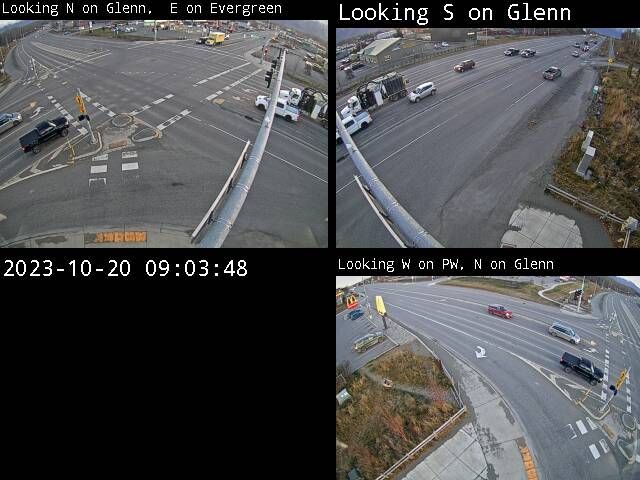 Looking N on Glenn,  E on Evergreen
Looking S on Glenn
2023-10-20 09:03:48
Looking W on PW, N on Glenn